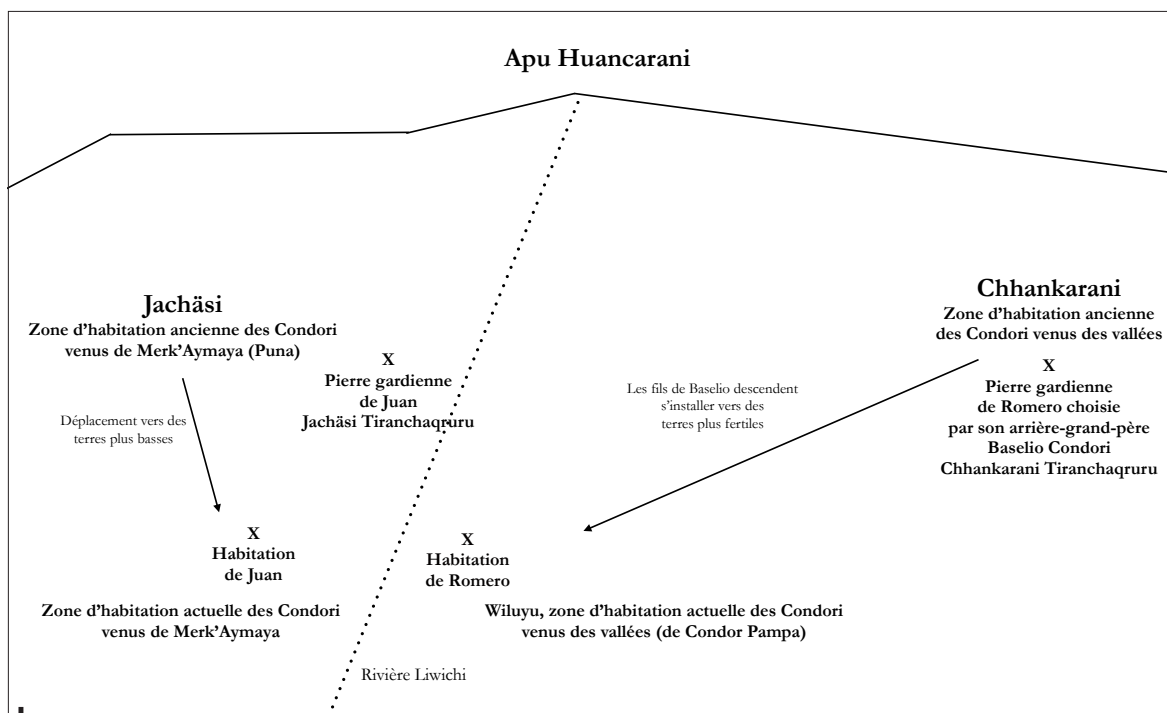 Apu Huancarani
Jachäsi
Zone d'habitation ancienne des Condori
venus de Merk'Aymaya (Puna)
Chhankarani
Zone d'habitation ancienne
des Condori venus des vallées
X
Pierre gardienne
de Juan
Jachäsi Tiranchaqruru
X
Pierre gardienne
de Romero choisie
par son arrière-grand-père
Baselio Condori
Chhankarani Tiranchaqruru
Déplacement vers des
terres plus basses
Les fils de Baselio descendent
s'installer vers des
terres plus fertiles
X
Habitation
de Juan
X
Habitation
de Romero
Zone d'habitation actuelle des Condori
venus de Merk'Aymaya
Wiluyu, zone d'habitation actuelle des Condori
venus des vallées (de Condor Pampa)
Rivière Liwichi